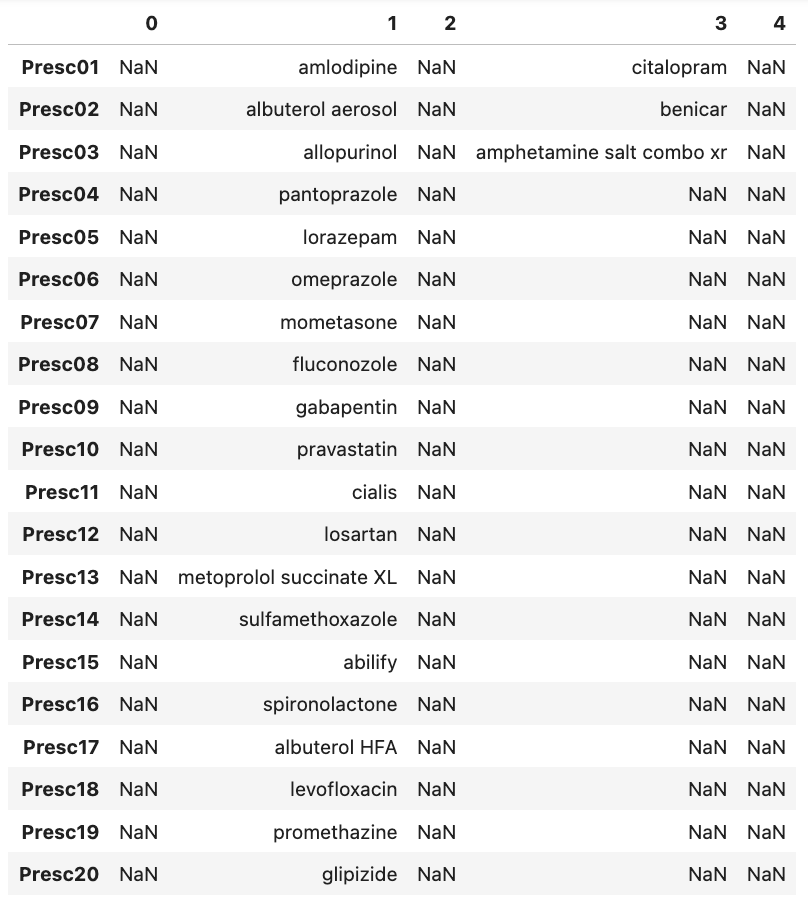 0 1 2 3 4
Presc01 NaN amlodipine NaN citalopram NaN
Presc02 NaN albuterol aerosol NaN benicar NaN
Presc03 NaN allopurinol NaN amphetamine salt combo xr NaN
Presc04 NaN pantoprazole NaN NaN NaN
Presc05 NaN lorazepam NaN NaN NaN
Presc06 NaN omeprazole NaN NaN NaN
Presc07 NaN mometasone NaN NaN NaN
Presc08 NaN fluconozole NaN NaN NaN
Presc09 NaN gabapentin NaN NaN NaN
Presc10 NaN pravastatin NaN NaN NaN
Presc11 NaN cialis NaN NaN NaN
Presc12 NaN losartan NaN NaN NaN
Presc13 NaN metoprolol succinate XL NaN NaN NaN
Presc14 NaN sulfamethoxazole NaN NaN NaN
Presc15 NaN abilify NaN NaN NaN
Presc16 NaN spironolactone NaN NaN NaN
Presc17 NaN albuterol HFA NaN NaN NaN
Presc18 NaN levofloxacin NaN NaN NaN
Presc19 NaN promethazine NaN NaN NaN
Presc20 NaN glipizide NaN NaN NaN